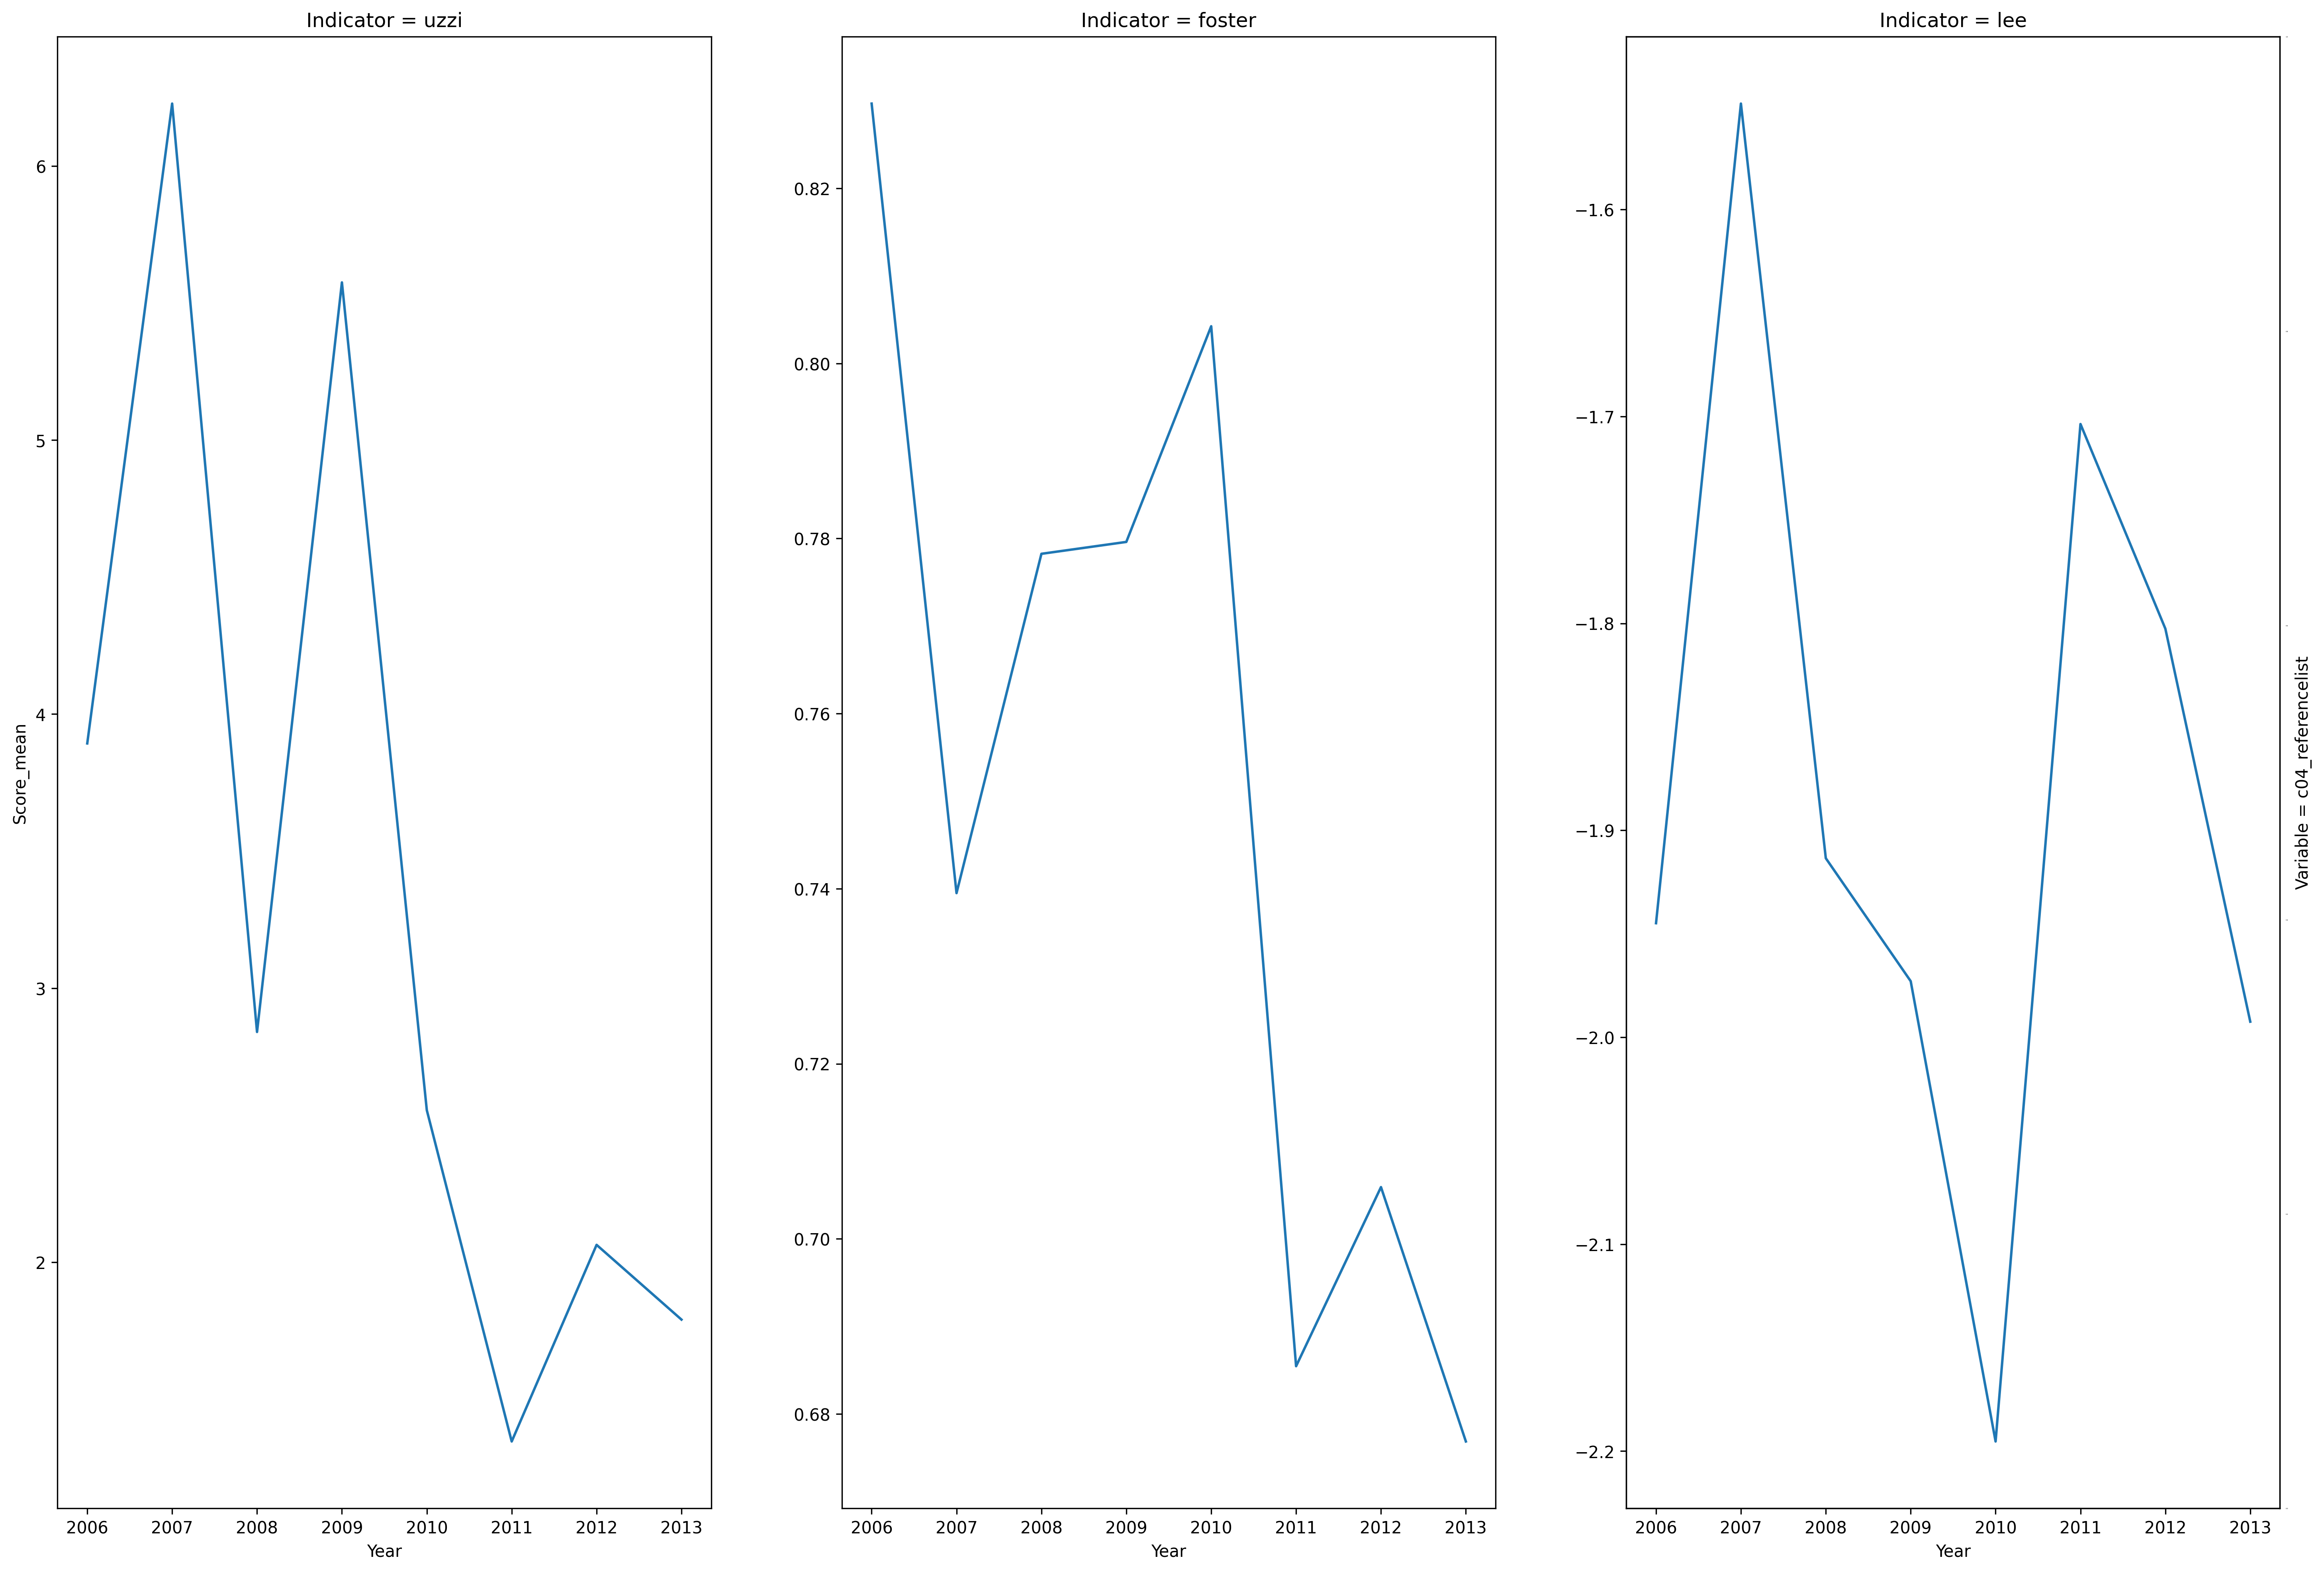 Indicator = uzzi
Indicator = foster
Indicator = lee
Score_mean
6
5
4
3
2
2006 2007 2008 2009 2010 2011 2012 2013
Year
0.82
0.80
0.78
0.76
0.74
0.72
0.70
0.68
2006 2007 2008 2009 2010 2011 2012 2013
Year
−1.6
−1.7
−1.8
−1.9
−2.0
−2.1
−2.2
2006 2007 2008 2009 2010 2011 2012 2013
Year
Variable = c04_referencelist